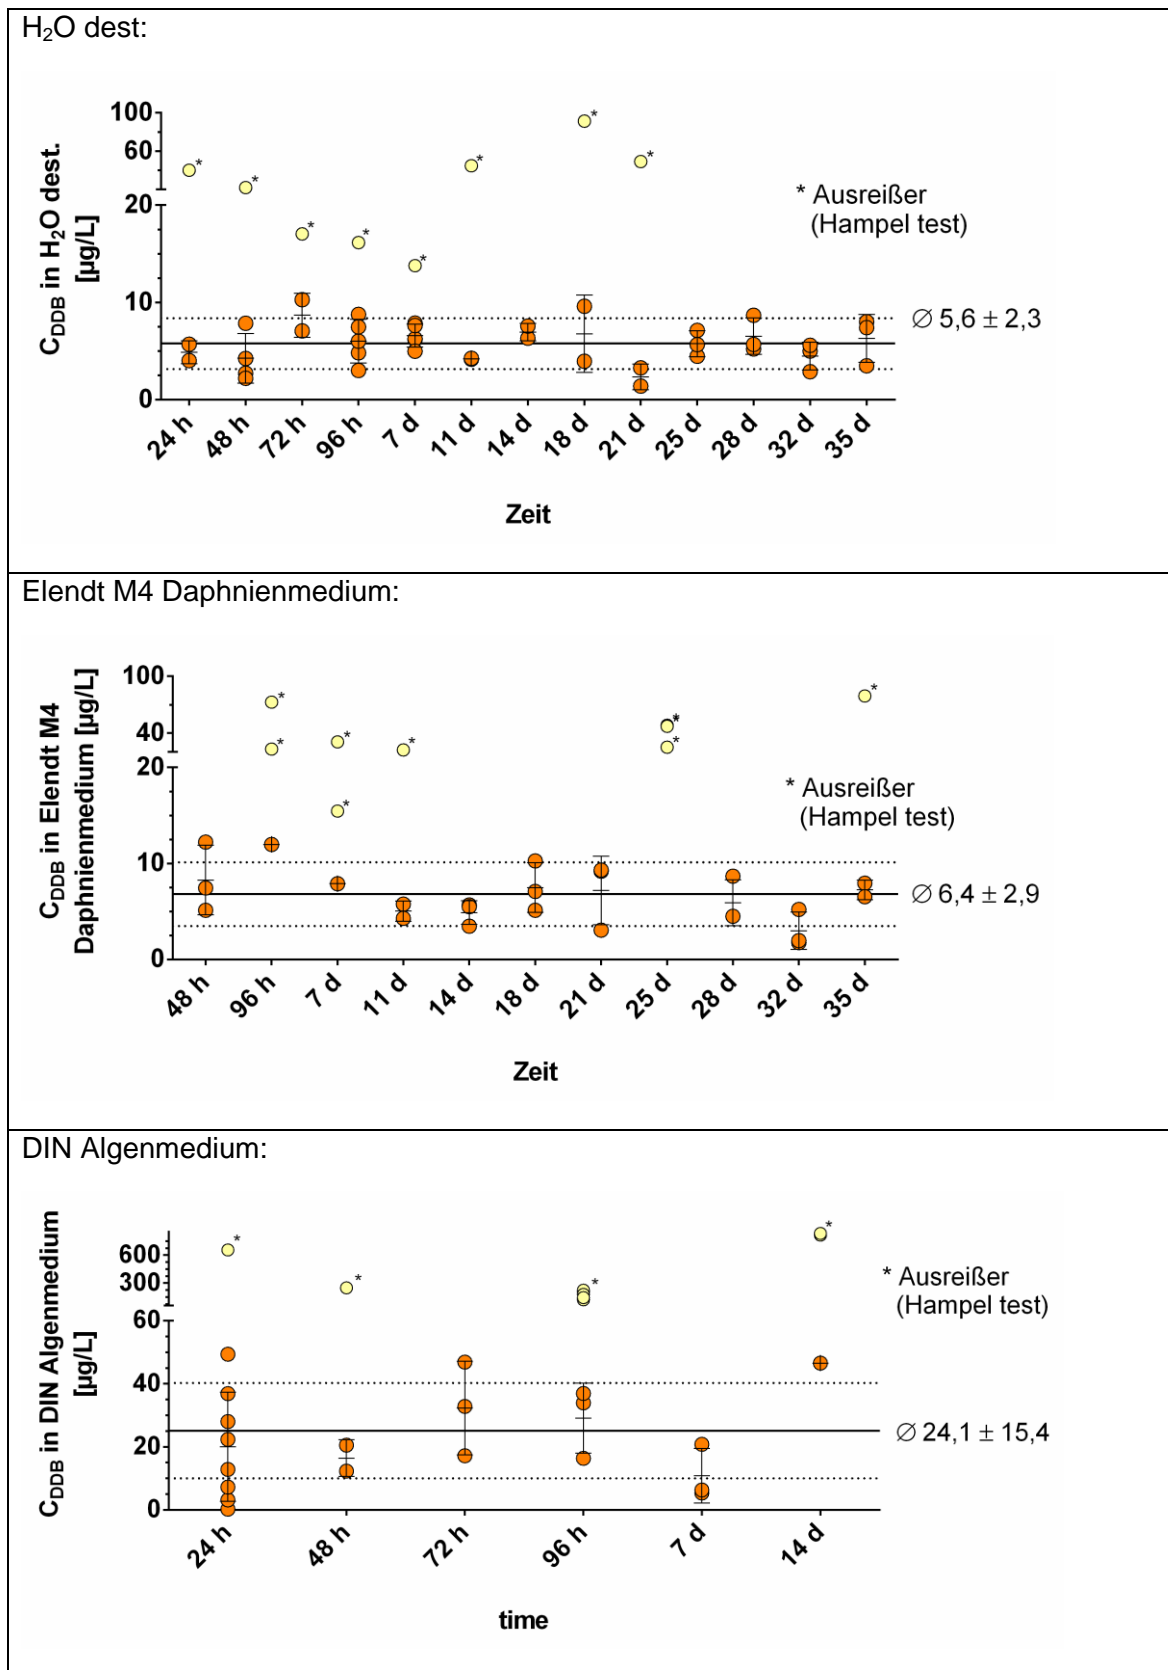 H₂O dest:
C_DDB in H₂O dest.
[µg/L]
100
60
20
10
0
* * * * * * * *
* Ausreißer
(Hampel test)
∅ 5,6 ± 2,3
24 h 48 h 72 h 96 h 7 d 11 d 14 d 18 d 21 d 25 d 28 d 32 d 35 d
Zeit
Elendt M4 Daphnienmedium:
C_DDB in Elendt M4
Daphnienmedium [µg/L]
100
40
20
10
0
* * * * * * * * *
* Ausreißer
(Hampel test)
∅ 6,4 ± 2,9
48 h 96 h 7 d 11 d 14 d 18 d 21 d 25 d 28 d 32 d 35 d
Zeit
DIN Algenmedium:
C_DDB in DIN Algenmedium
[µg/L]
600
300
60
40
20
0
* * * *
* Ausreißer
(Hampel test)
∅ 24,1 ± 15,4
24 h 48 h 72 h 96 h 7 d 14 d
time